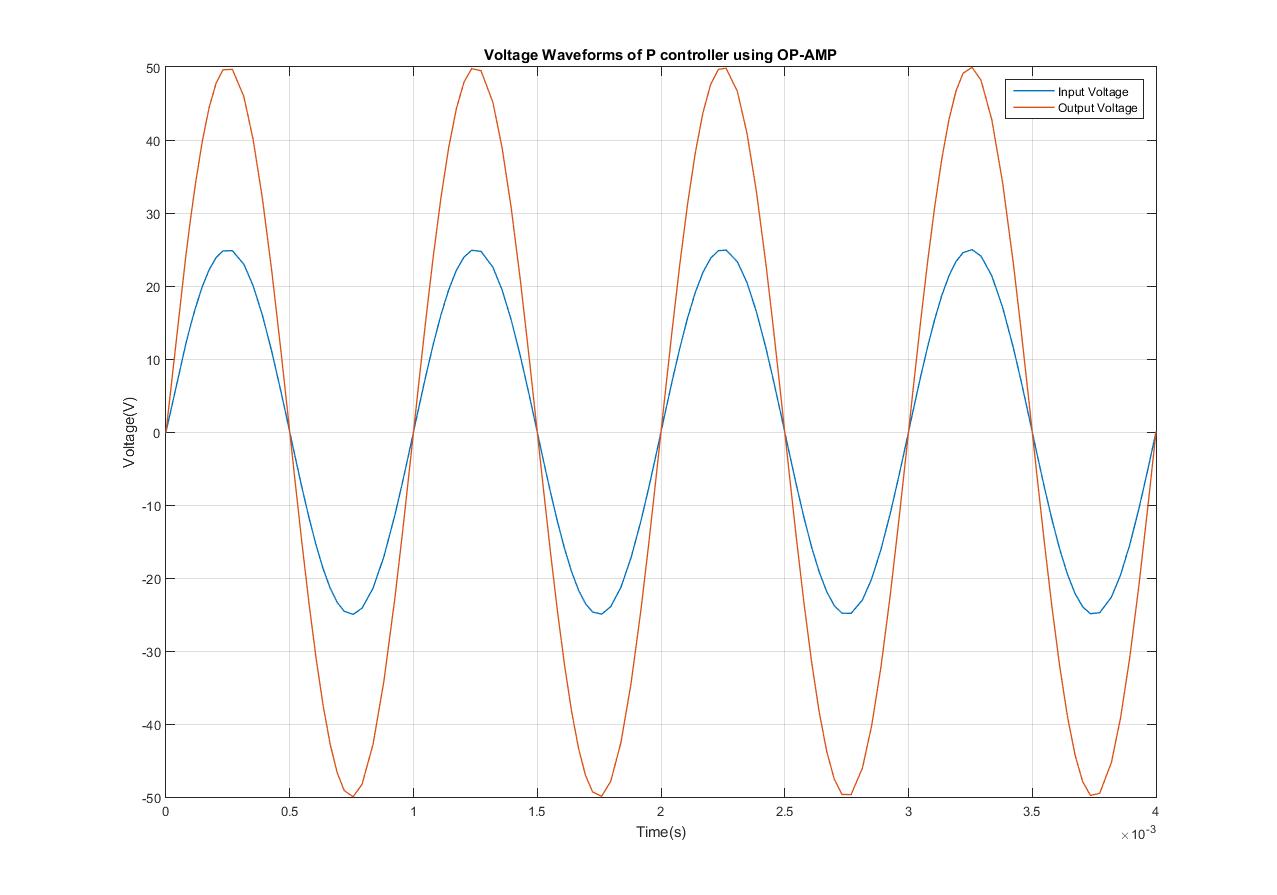 Voltage Waveforms of P controller using OP-AMP
Input Voltage
Output Voltage
Voltage(V)
50
40
30
20
10
0
-10
-20
-30
-40
-50
0 0.5 1 1.5 2 2.5 3 3.5 4
Time(s)
×10⁻³